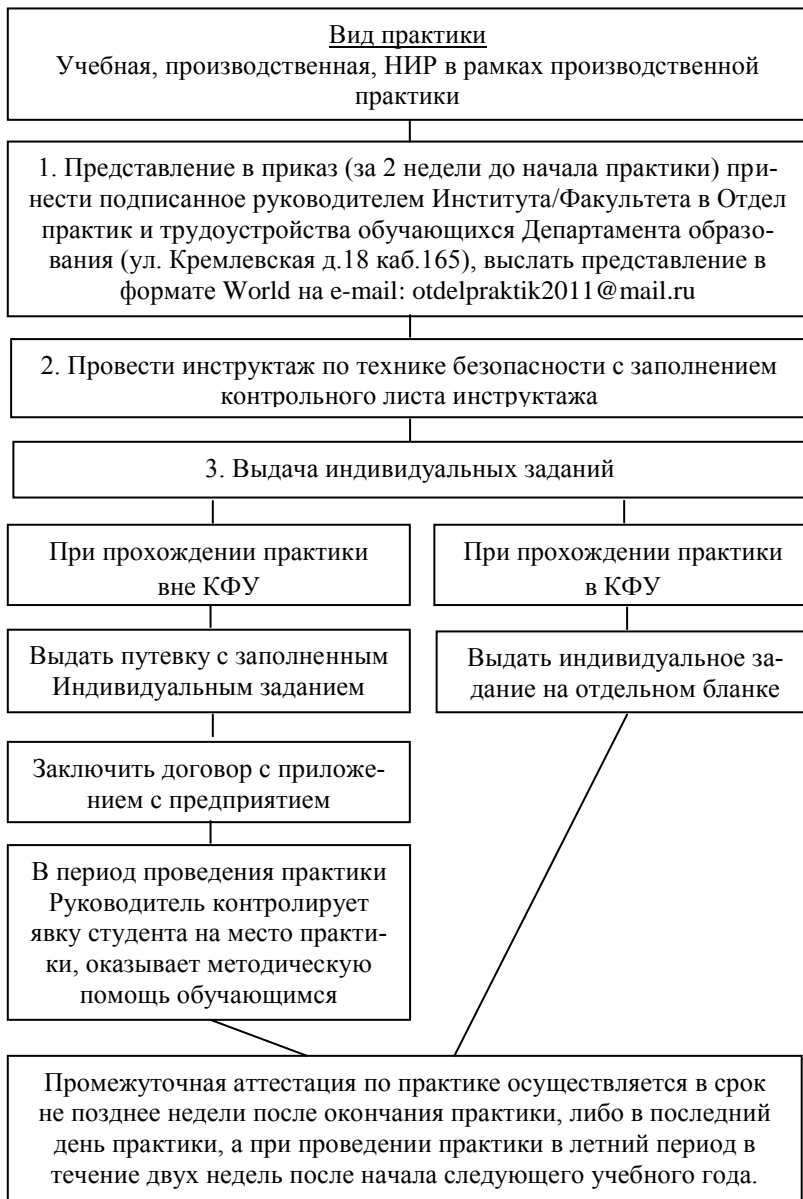 Вид практики
Учебная, производственная, НИР в рамках производственной
практики
1. Представление в приказ (за 2 недели до начала практики) при-
нести подписанное руководителем Института/Факультета в Отдел
практик и трудоустройства обучающихся Департамента образо-
вания (ул. Кремлевская д.18 каб.165), выслать представление в
формате World на e-mail: otdelpraktik2011@mail.ru
2. Провести инструктаж по технике безопасности с заполнением
контрольного листа инструктажа
3. Выдача индивидуальных заданий
При прохождении практики
вне КФУ
При прохождении практики
в КФУ
Выдать путевку с заполненным
Индивидуальным заданием
Выдать индивидуальное за-
дание на отдельном бланке
Заключить договор с приложе-
нием с предприятием
В период проведения практики
Руководитель контролирует
явку студента на место практи-
ки, оказывает методическую
помощь обучающимся
Промежуточная аттестация по практике осуществляется в срок
не позднее недели после окончания практики, либо в последний
день практики, а при проведении практики в летний период в
течение двух недель после начала следующего учебного года.